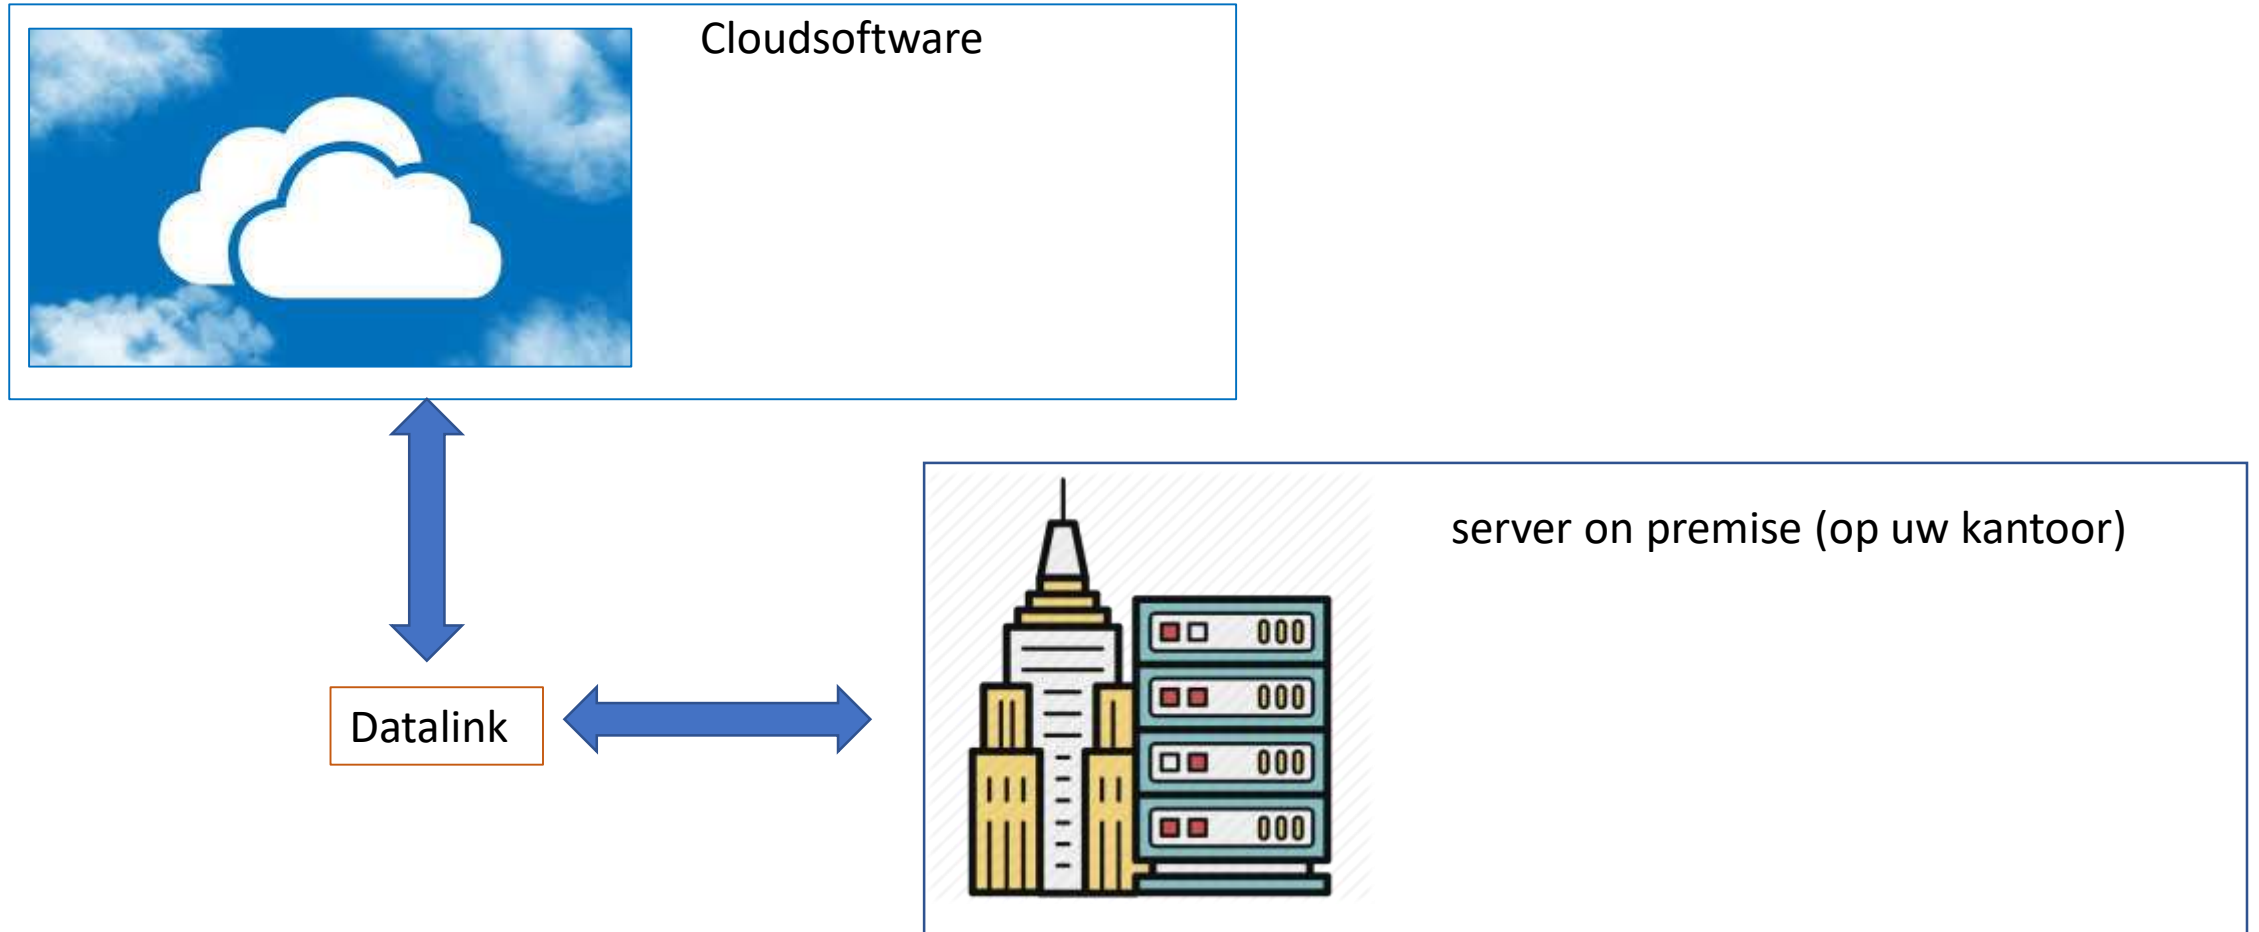 Cloudsoftware
server on premise (op uw kantoor)
Datalink